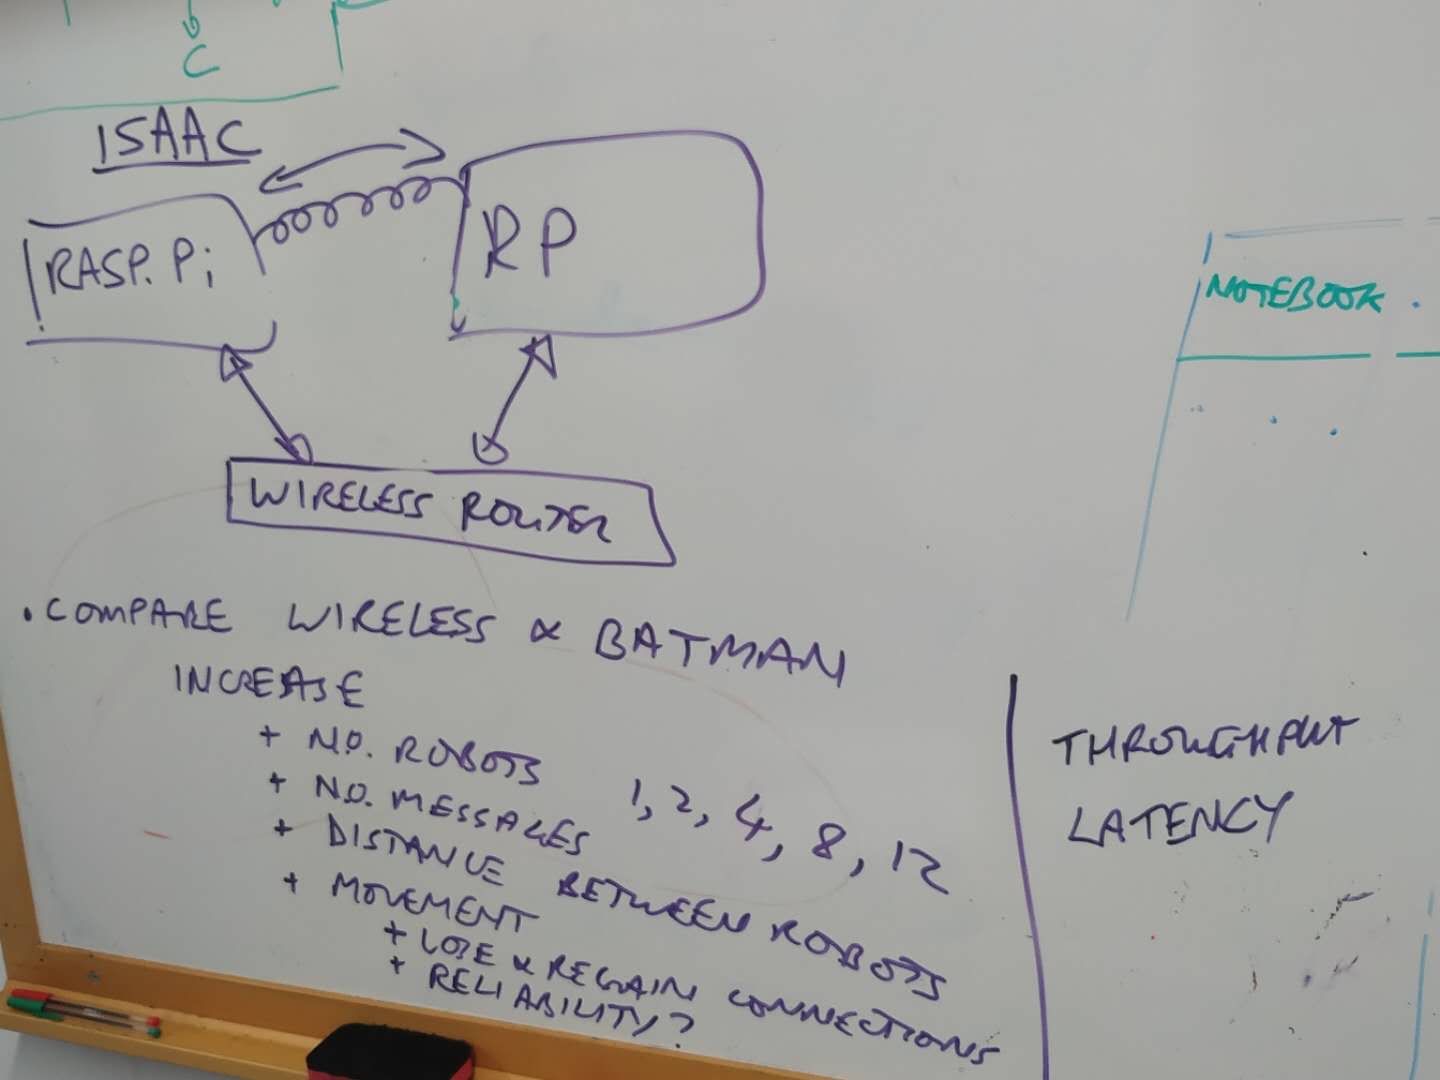 C
ISAAC
RASP. Pi
RP
WIRELESS ROUTER
NOTEBOOK
. COMPARE WIRELESS & BATMAN
INCREASE
+ NO. ROBOTS 1, 2, 4, 8, 12
+ NO. MESSAGES
+ DISTANCE BETWEEN ROBOTS
+ MOVEMENT
+ LOSE & REGAIN CONNECTIONS
+ RELIABILITY?
THROUGHPUT
LATENCY